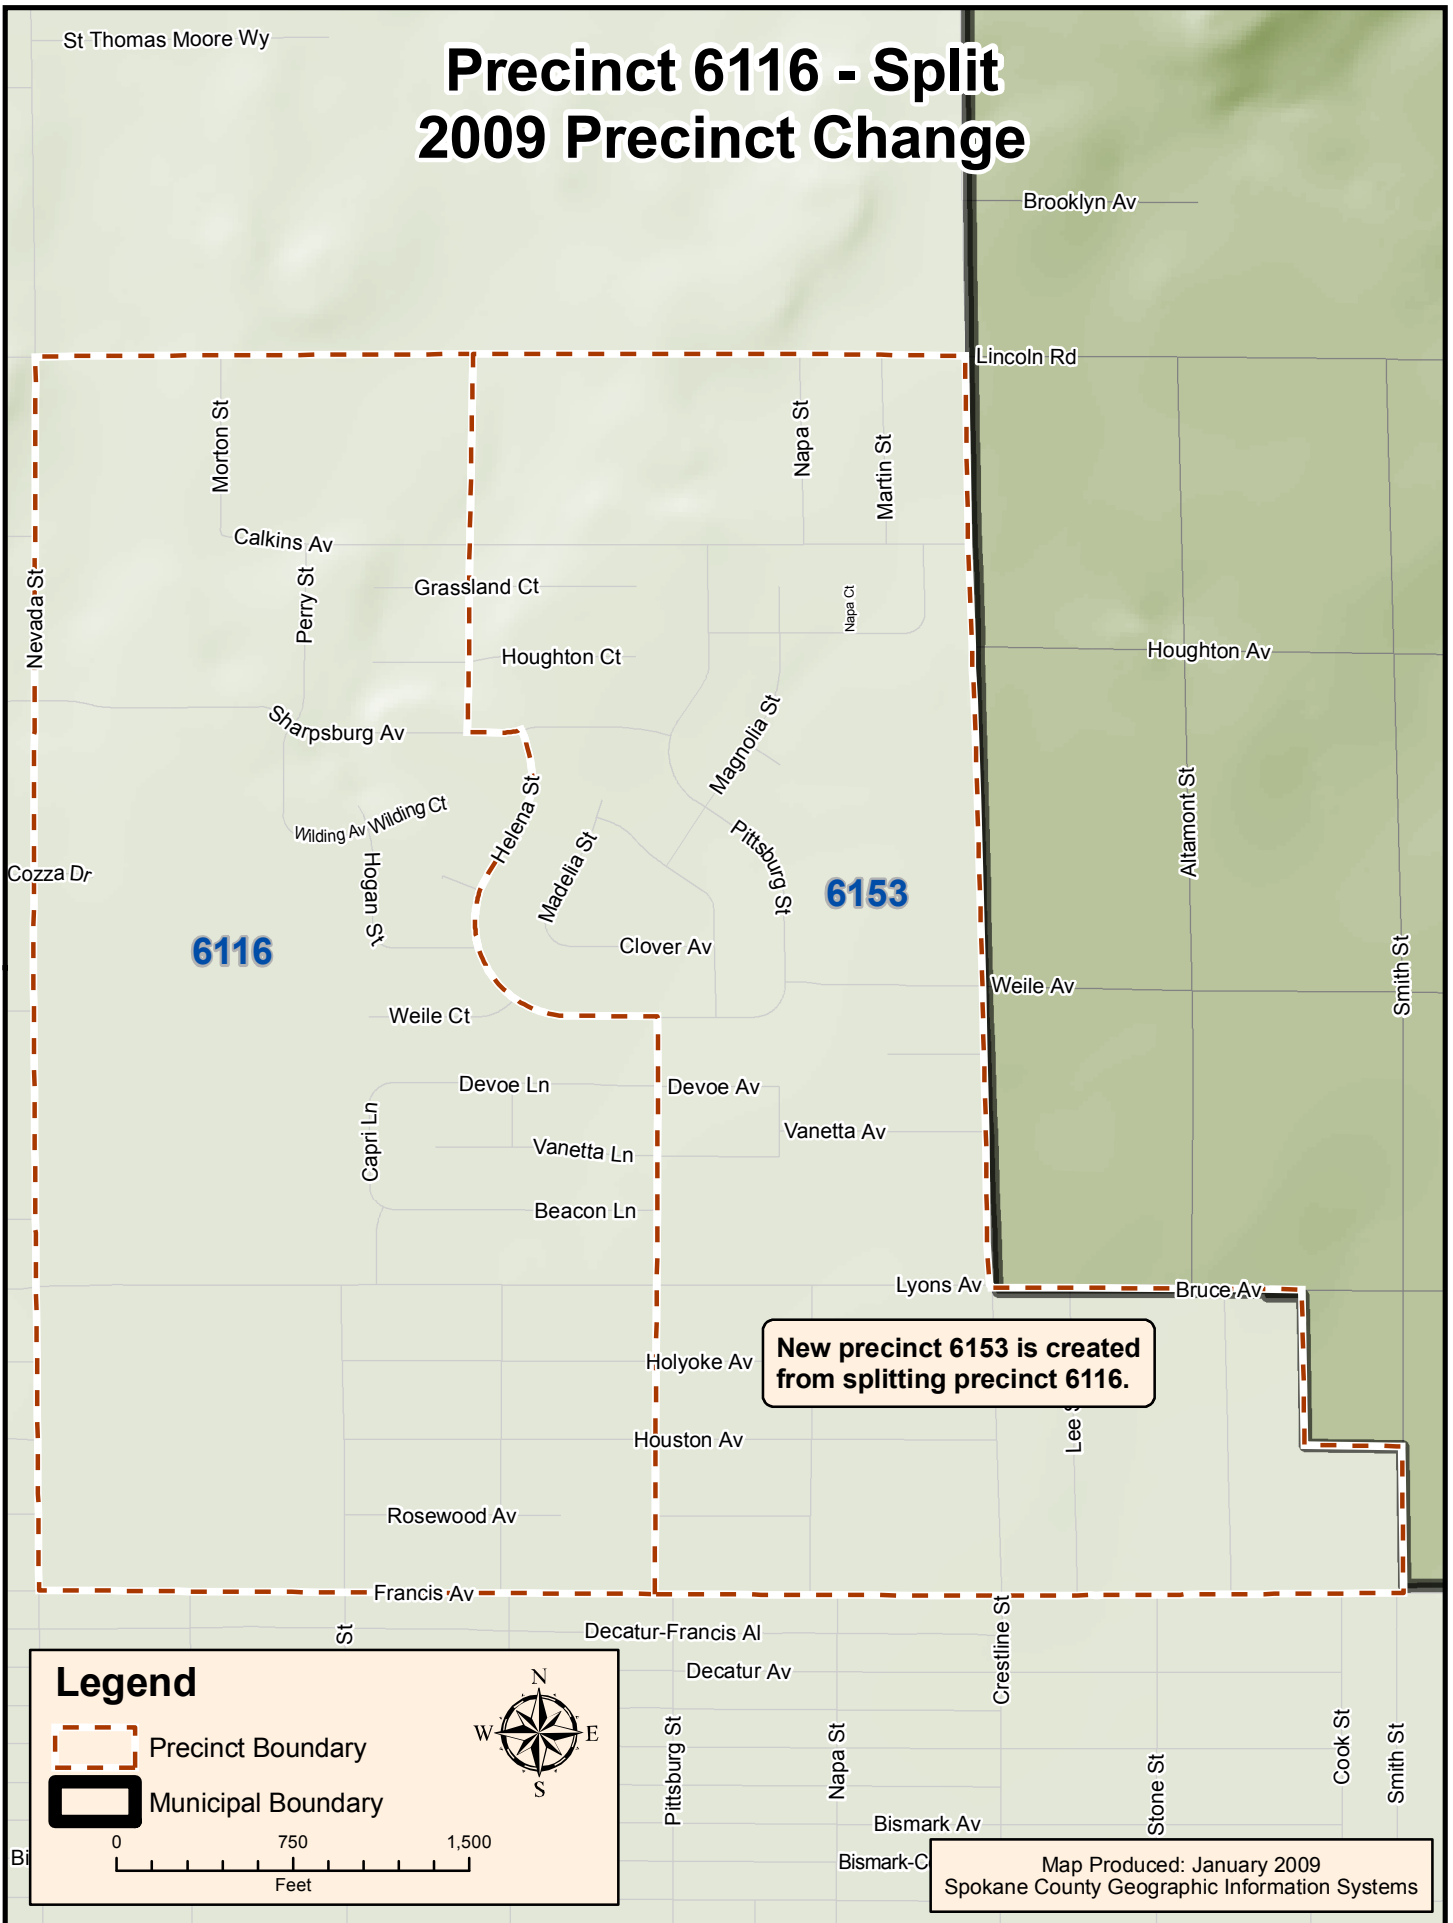 St Thomas Moore Wy
Precinct 6116 - Split
2009 Precinct Change
Brooklyn Av
Lincoln Rd
Morton St
Napa St
Martin St
Calkins Av
Nevada St
Perry St
Grassland Ct
Napa Ct
Houghton Ct
Houghton Av
Sharpsburg Av
Magnolia St
Altamont St
Helena St
Wilding Av
Wilding Ct
Madelia St
Pittsburg St
Cozza Dr
Hogan St
6153
6116
Clover Av
Smith St
Weile Av
Weile Ct
Devoe Ln
Devoe Av
Capri Ln
Vanetta Av
Vanetta Ln
Beacon Ln
Lyons Av
Bruce Av
New precinct 6153 is created
from splitting precinct 6116.
Holyoke Av
Lee
Houston Av
Rosewood Av
Francis Av
St
Decatur-Francis Al
Crestline St
Decatur Av
Pittsburg St
Napa St
Stone St
Cook St
Smith St
Bismark Av
Bismark-C
Bi
Legend
N
W
E
S
Precinct Boundary
Municipal Boundary
0 750 1,500
Feet
Map Produced: January 2009
Spokane County Geographic Information Systems